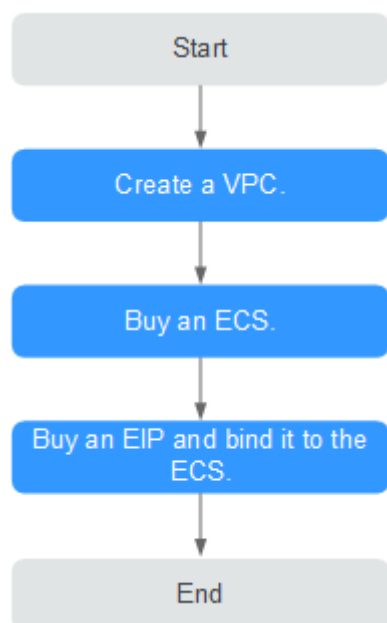 Start
Create a VPC.
Buy an ECS.
Buy an EIP and bind it to the
ECS.
End